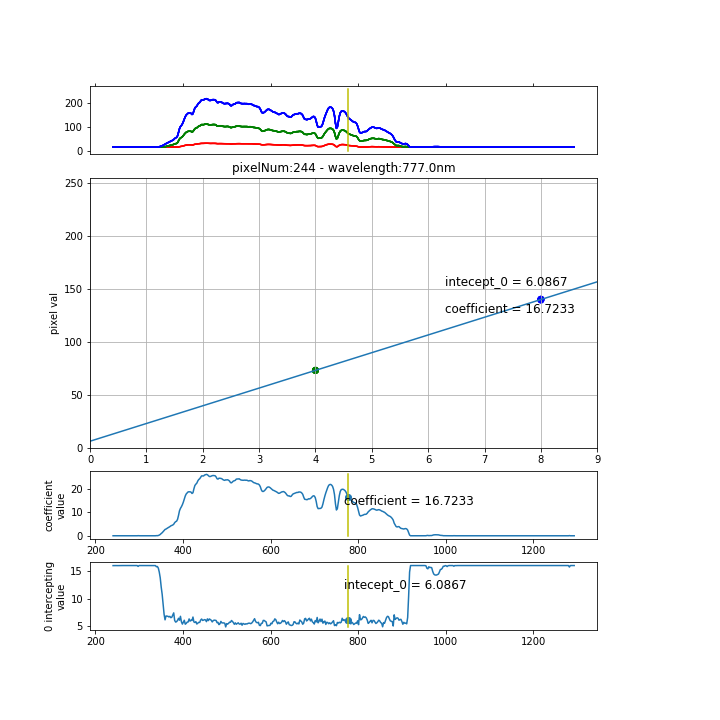 200
100
0
pixelNum:244 - wavelength:777.0nm
250
200
150
100
50
0
pixel val
intecept_0 = 6.0867
coefficient = 16.7233
0 1 2 3 4 5 6 7 8 9
20
10
0
coefficient
value
coefficient = 16.7233
200 400 600 800 1000 1200
15
10
5
0 intercepting
value
intecept_0 = 6.0867
200 400 600 800 1000 1200